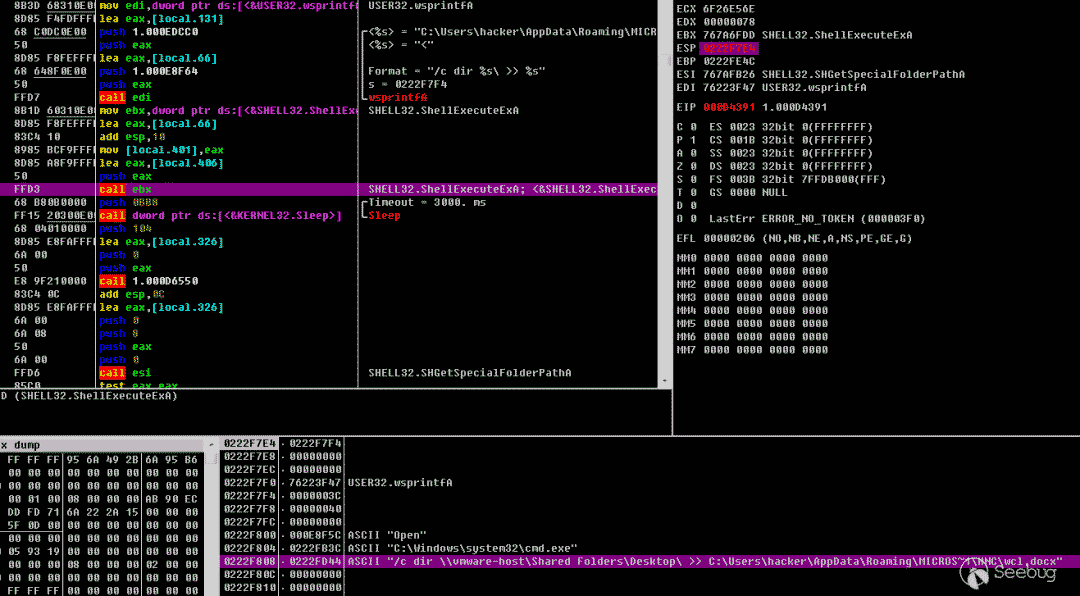 8B3D 68310E0 mov edi,dword ptr ds:[<&USER32.wsprintf USER32.wsprintfA
8D85 F4FDFFF lea eax,[local.131]
68 C0DC0E00 push 1.000EDCC0 <%s> = "C:\Users\hacker\AppData\Roaming\MICR
50 push eax <%s> = "<"
8D85 F8FEFFF lea eax,[local.66]
68 648F0E00 push 1.000E8F64 Format = "/c dir %s\ >> %s"
50 push eax s = 0222F7F4
FFD7 call edi wsprintfA
8B1D 60310E0 mov ebx,dword ptr ds:[<&SHELL32.ShellEx SHELL32.ShellExecuteExA
8D85 F8FEFFF lea eax,[local.66]
83C4 10 add esp,10
8985 BCF9FFF mov [local.401],eax
8D85 A8F9FFF lea eax,[local.406]
50 push eax
FFD3 call ebx SHELL32.ShellExecuteExA; <&SHELL32.ShellExec
68 B80B0000 push 0BB8 Timeout = 3000. ms
FF15 20300E0 call dword ptr ds:[<&KERNEL32.Sleep>] Sleep
68 04010000 push 104
8D85 E8FAFFF lea eax,[local.326]
6A 00 push 0
50 push eax
E8 9F210000 call 1.000D6550
83C4 0C add esp,0C
8D85 E8FAFFF lea eax,[local.326]
6A 00 push 0
6A 08 push 8
50 push eax
6A 00 push 0
FFD6 call esi SHELL32.SHGetSpecialFolderPathA
85C0 test eax,eax
D (SHELL32.ShellExecuteExA)
ECX 6F26E56E
EDX 00000078
EBX 767A6FDD SHELL32.ShellExecuteExA
ESP 0222F7E4
EBP 0222FE4C
ESI 767AFB26 SHELL32.SHGetSpecialFolderPathA
EDI 76223F47 USER32.wsprintfA
EIP 000D4391 1.000D4391
C 0 ES 0023 32bit 0(FFFFFFFF)
P 1 CS 001B 32bit 0(FFFFFFFF)
A 0 SS 0023 32bit 0(FFFFFFFF)
Z 0 DS 0023 32bit 0(FFFFFFFF)
S 0 FS 003B 32bit 7FFDB000(FFF)
T 0 GS 0000 NULL
D 0
O 0 LastErr ERROR_NO_TOKEN (000003F0)
EFL 00000206 (NO,NB,NE,A,NS,PE,GE,G)
MM0 0000 0000 0000 0000
MM1 0000 0000 0000 0000
MM2 0000 0000 0000 0000
MM3 0000 0000 0000 0000
MM4 0000 0000 0000 0000
MM5 0000 0000 0000 0000
MM6 0000 0000 0000 0000
MM7 0000 0000 0000 0000
x dump
FF FF FF 95 6A 49 2B 6A 95 B6
00 00 00 00 00 00 00 00 00 00
00 00 00 00 00 00 00 00 00 00
00 01 00 08 00 00 00 AB 90 EC
DD FD 71 6A 22 2A 15 00 00 00
5F 0D 00 00 00 00 00 00 00 00
00 00 00 00 00 00 00 00 00 00
05 93 19 00 00 00 00 00 00 00
00 00 00 08 00 00 00 02 00 00
00 00 00 00 00 00 00 00 00 00
FF FF FF 00 00 00 00 00 00 00
0222F7E4 0222F7F4
0222F7E8 00000000
0222F7EC 00000000
0222F7F0 76223F47 USER32.wsprintfA
0222F7F4 0000003C
0222F7F8 00000040
0222F7FC 00000000
0222F800 000E8F5C ASCII "Open"
0222F804 0222FB3C ASCII "C:\Windows\system32\cmd.exe"
0222F808 0222FD44 ASCII "/c dir \\vmware-host\Shared Folders\Desktop\ >> C:\Users\hacker\AppData\Roaming\MICROS~1\NNC\wcl.docx"
0222F80C 00000000
0222F810 00000000
Seebug